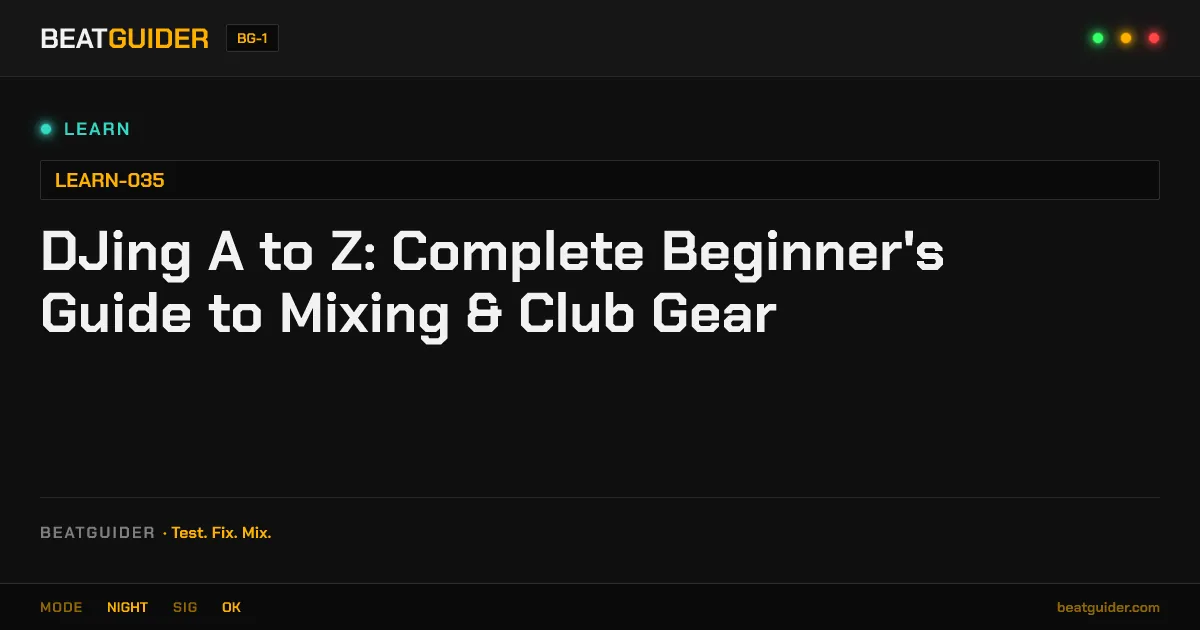 BEATGUIDER BG-1
LEARN
LEARN-035
DJing A to Z: Complete Beginner's
Guide to Mixing & Club Gear
BEATGUIDER · Test. Fix. Mix.
MODE NIGHT SIG OK beatguider.com